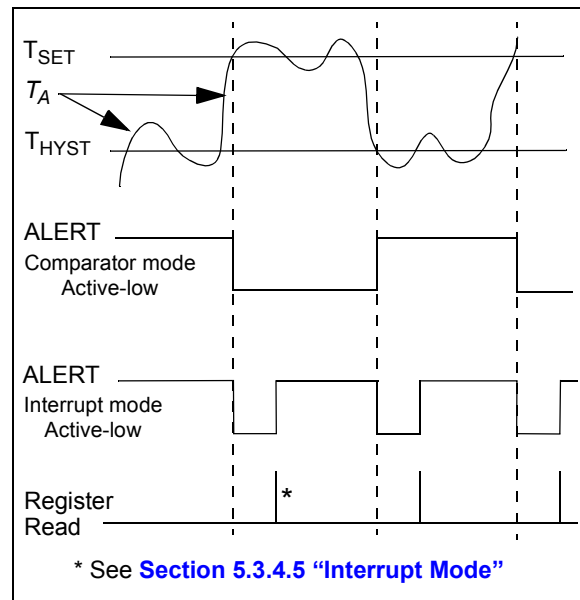 TSET
TA
THYST
ALERT
Comparator mode
Active-low
ALERT
Interrupt mode
Active-low
Register
Read
*
* See Section 5.3.4.5 “Interrupt Mode”